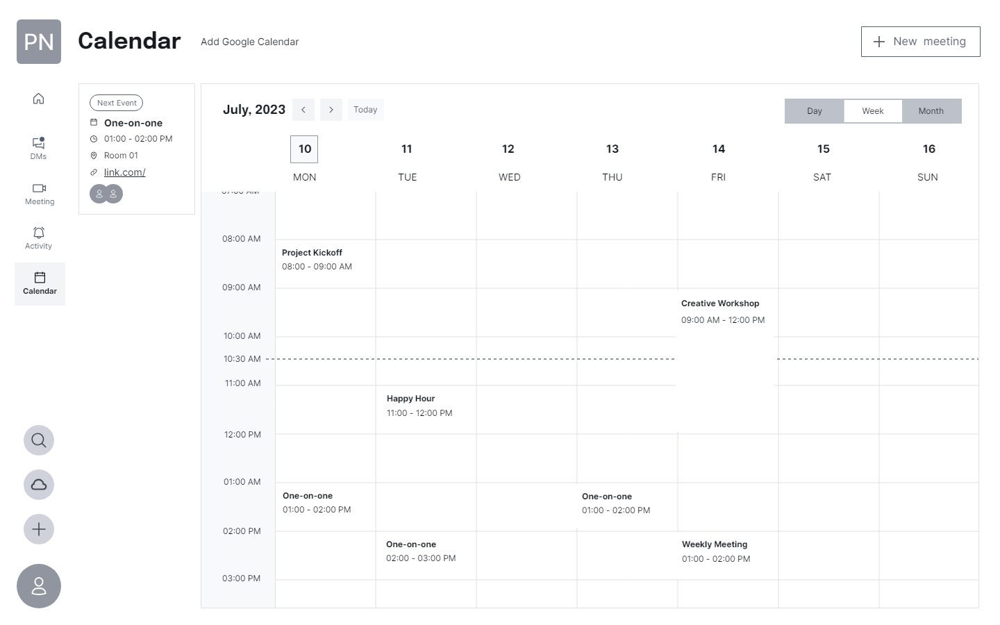 PN
Calendar
Add Google Calendar
New meeting
DMs
Meeting
Activity
Calendar
Next Event
One-on-one
01:00 - 02:00 PM
Room 01
link.com/
July, 2023
Today
Day
Week
Month
10
11
12
13
14
15
16
MON
TUE
WED
THU
FRI
SAT
SUN
07:00 AM
08:00 AM
Project Kickoff
08:00 - 09:00 AM
09:00 AM
Creative Workshop
09:00 AM - 12:00 PM
10:00 AM
10:30 AM
11:00 AM
Happy Hour
11:00 - 12:00 PM
12:00 PM
01:00 AM
One-on-one
01:00 - 02:00 PM
One-on-one
01:00 - 02:00 PM
02:00 PM
One-on-one
02:00 - 03:00 PM
Weekly Meeting
01:00 - 02:00 PM
03:00 PM